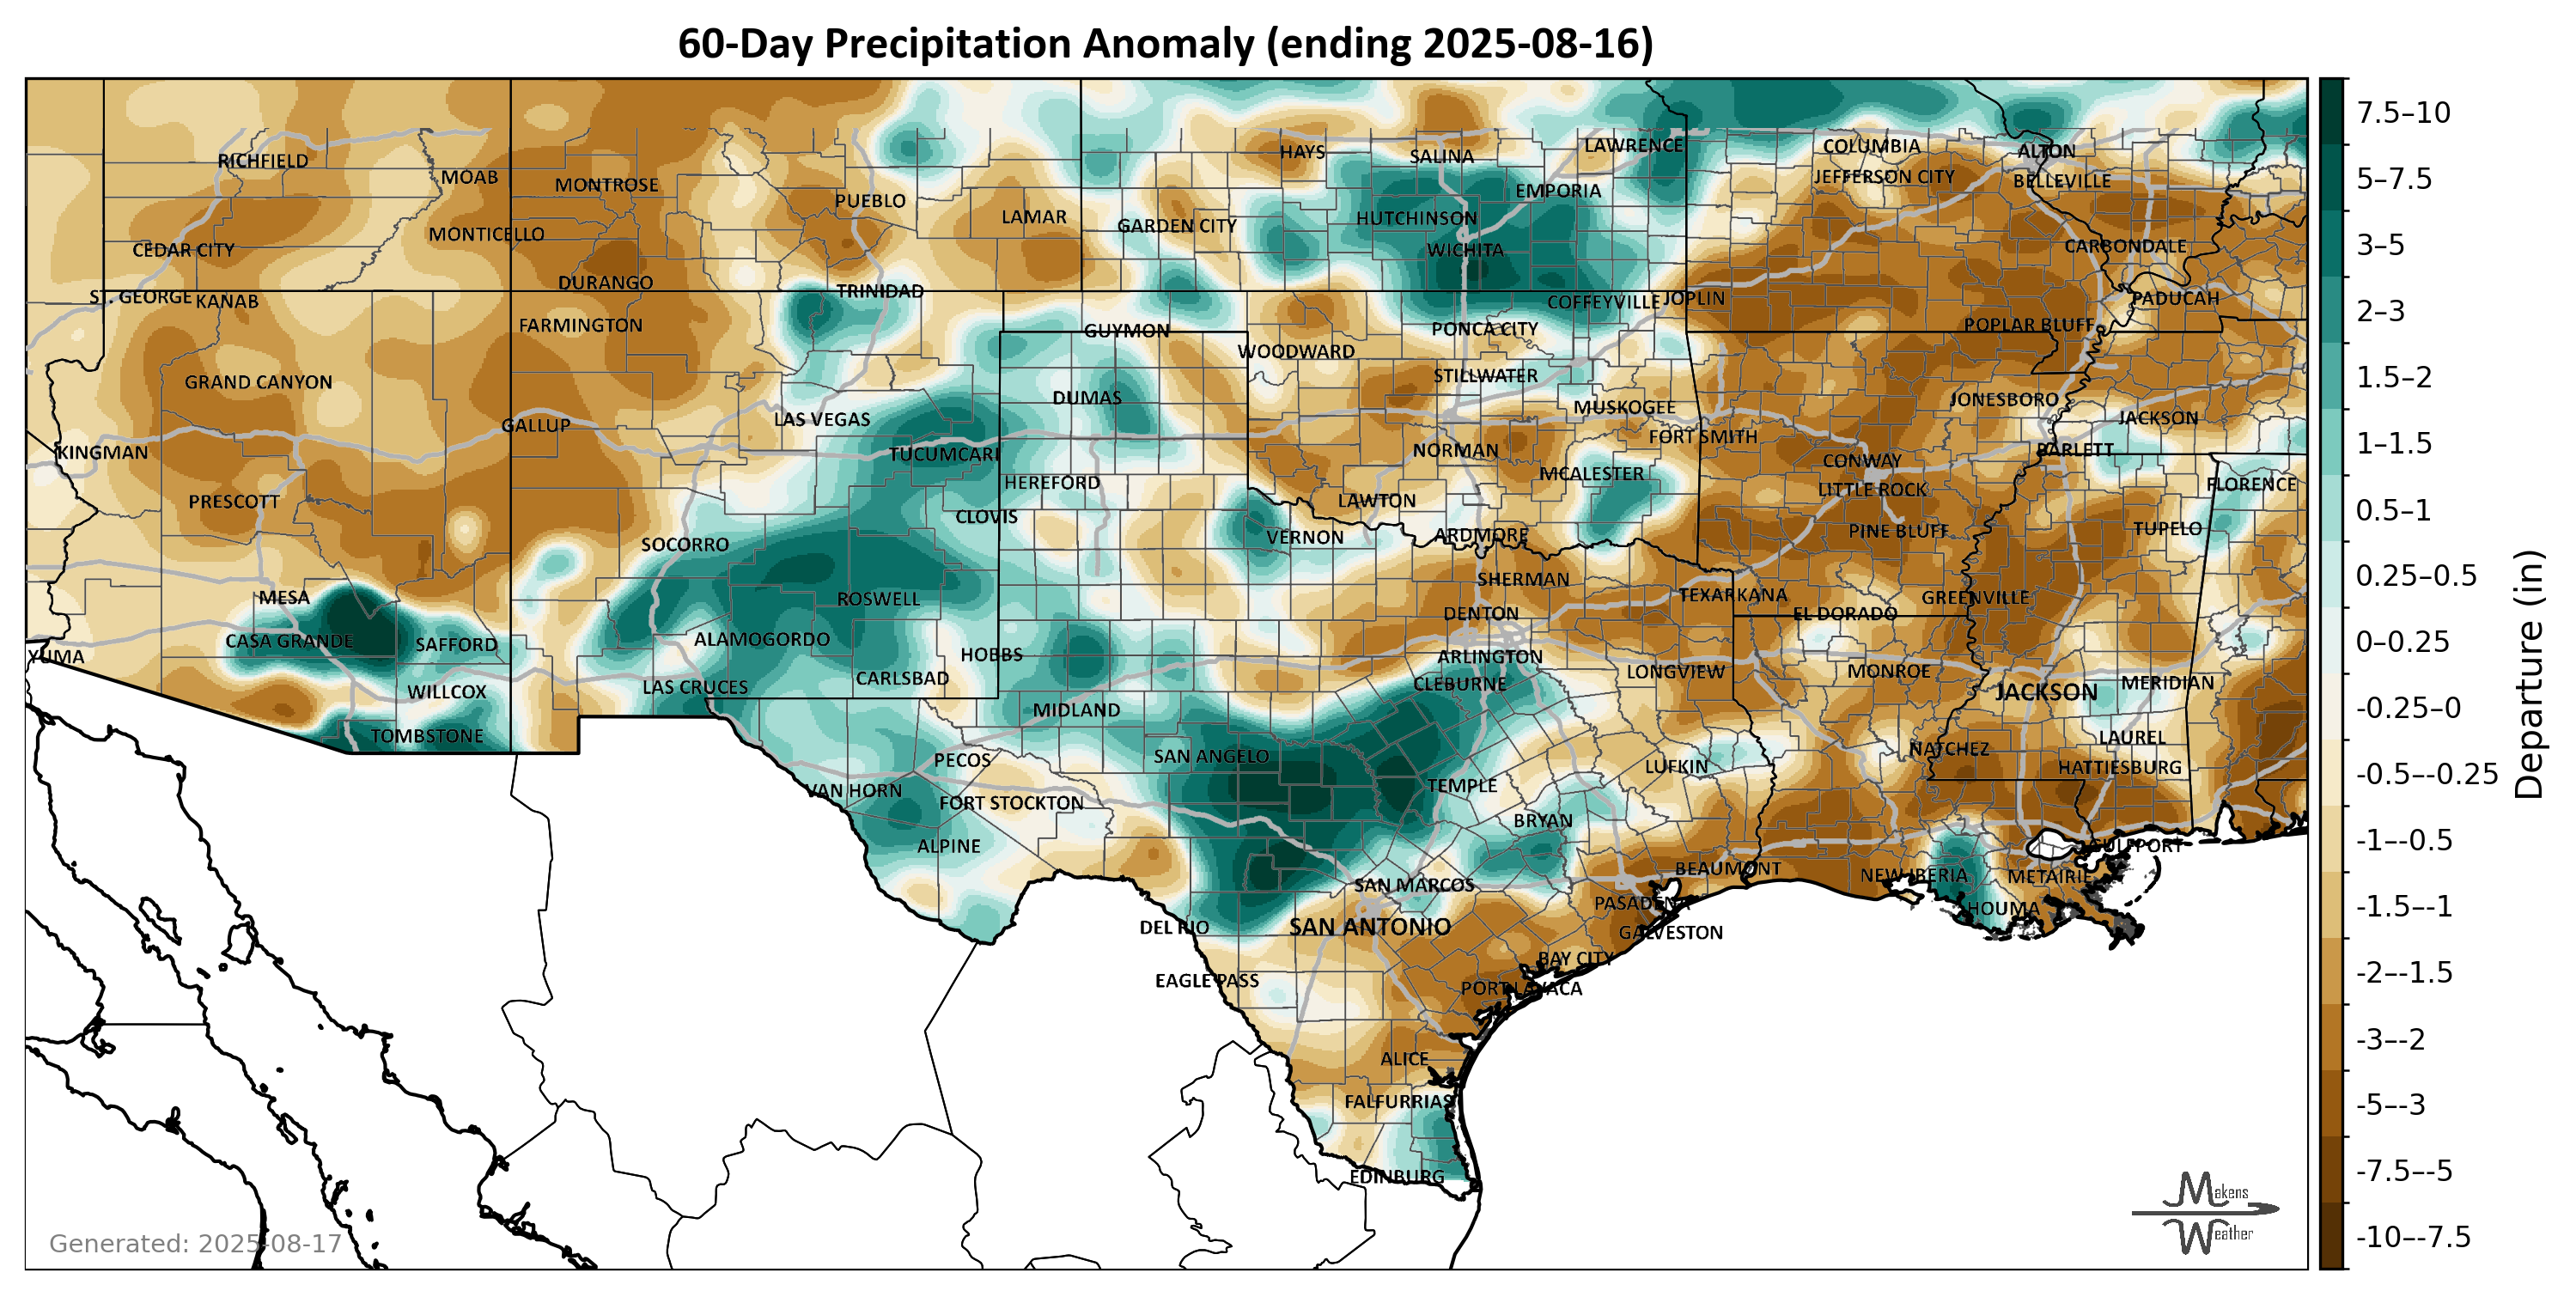 60-Day Precipitation Anomaly (ending 2025-08-16)
RICHFIELD
MOAB
MONTROSE
PUEBLO
LAMAR
HAYS
SALINA
LAWRENCE
COLUMBIA
ALTON
JEFFERSON CITY
BELLEVILLE
EMPORIA
GARDEN CITY
HUTCHINSON
MONTICELLO
CEDAR CITY
WICHITA
CARBONDALE
DURANGO
TRINIDAD
ST. GEORGE
KANAB
COFFEYVILLE
JOPLIN
PADUCAH
FARMINGTON
GUYMON
PONCA CITY
POPLAR BLUFF
WOODWARD
GRAND CANYON
STILLWATER
DUMAS
JONESBORO
MUSKOGEE
LAS VEGAS
JACKSON
GALLUP
FORT SMITH
KINGMAN
TUCUMCARI
NORMAN
BARLETT
CONWAY
MCALESTER
HEREFORD
FLORENCE
LITTLE ROCK
PRESCOTT
LAWTON
CLOVIS
TUPELO
PINE BLUFF
VERNON
ARDMORE
SOCORRO
SHERMAN
MESA
ROSWELL
TEXARKANA
GREENVILLE
DENTON
EL DORADO
CASA GRANDE
SAFFORD
ALAMOGORDO
YUMA
HOBBS
ARLINGTON
LONGVIEW
MONROE
CARLSBAD
CLEBURNE
MERIDIAN
LAS CRUCES
WILLCOX
JACKSON
MIDLAND
TOMBSTONE
LAUREL
NATCHEZ
SAN ANGELO
PECOS
LUFKIN
HATTIESBURG
TEMPLE
VAN HORN
FORT STOCKTON
BRYAN
ALPINE
GULFPORT
BEAUMONT
NEW IBERIA
METAIRIE
SAN MARCOS
PASADENA
HOUMA
DEL RIO
SAN ANTONIO
GALVESTON
BAY CITY
EAGLE PASS
PORT LAVACA
ALICE
FALFURRIAS
EDINBURG
Generated: 2025-08-17
Makens
Weather
7.5–10
5–7.5
3–5
2–3
1.5–2
1–1.5
0.5–1
0.25–0.5
0–0.25
-0.25–0
-0.5–-0.25
-1–-0.5
-1.5–-1
-2–-1.5
-3–-2
-5–-3
-7.5–-5
-10–-7.5
Departure (in)